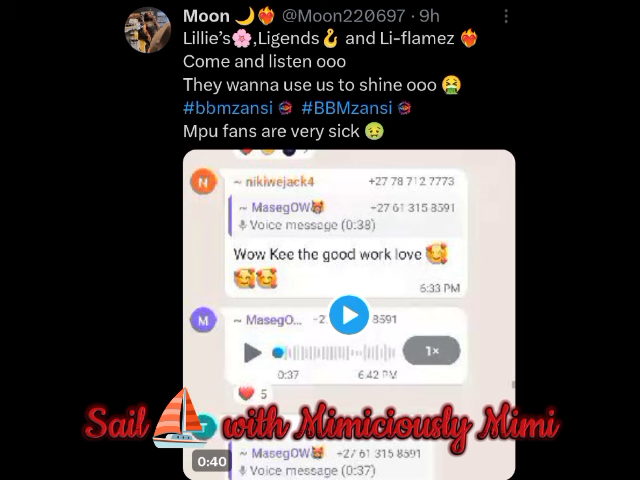 Moon 🌙❤️‍🔥 @Moon220697 · 9h
Lillie's🌸,Ligends🪝 and Li-flamez ❤️‍🔥
Come and listen ooo
They wanna use us to shine ooo 🤮
#bbmzansi #BBMzansi
Mpu fans are very sick 🤢
N ~ nikiwejack4 +27 78 712 7773
~ MasegOW😻 +27 61 315 8591
Voice message (0:38)
Wow Kee the good work love 🥰
🥰🥰
6:33 PM
M ~ MasegO... 8591
1×
0:37 6:42 PM
❤️ 5
Sail ⛵ with Mimiciously Mimi
~ MasegOW😻 +27 61 315 8591
0:40 Voice message (0:37)